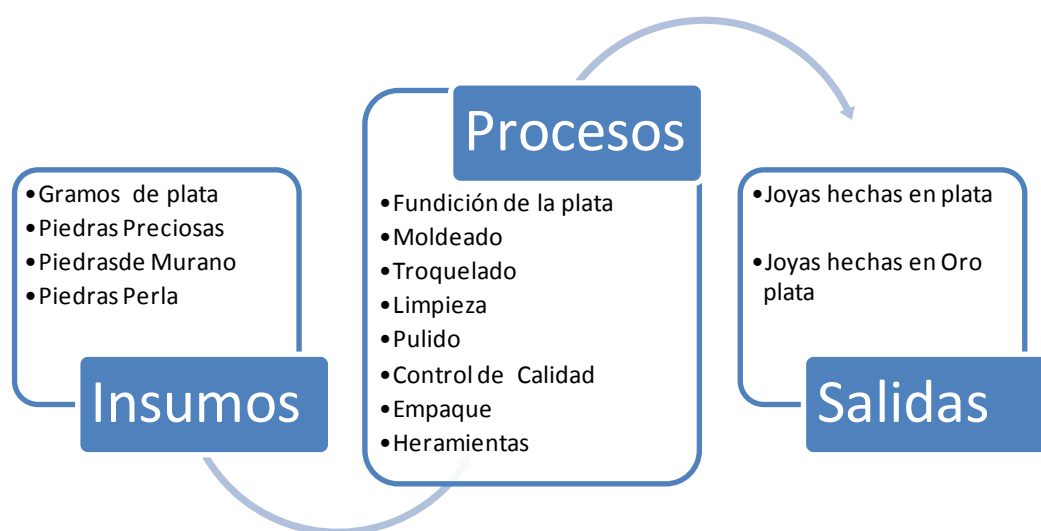 Insumos
•Gramos de plata
•Piedras Preciosas
•Piedrasde Murano
•Piedras Perla
Procesos
•Fundición de la plata
•Moldeado
•Troquelado
•Limpieza
•Pulido
•Control de Calidad
•Empaque
•Heramientas
Salidas
•Joyas hechas en plata
•Joyas hechas en Oro
plata